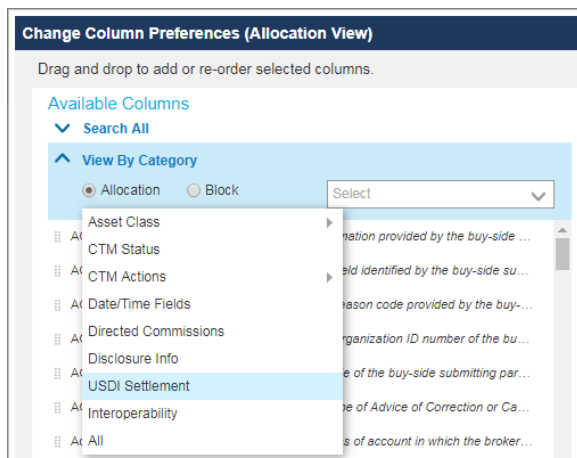 Change Column Preferences (Allocation View)
Drag and drop to add or re-order selected columns.
Available Columns
Search All
View By Category
Allocation Block Select
Asset Class
CTM Status
CTM Actions
Date/Time Fields
Directed Commissions
Disclosure Info
USDI Settlement
Interoperability
All
provided by the buy-side ...
identified by the buy-side su...
code provided by the buy-...
ID number of the bu...
of the buy-side submitting par...
of Advice of Correction or Ca...
of account in which the broker...